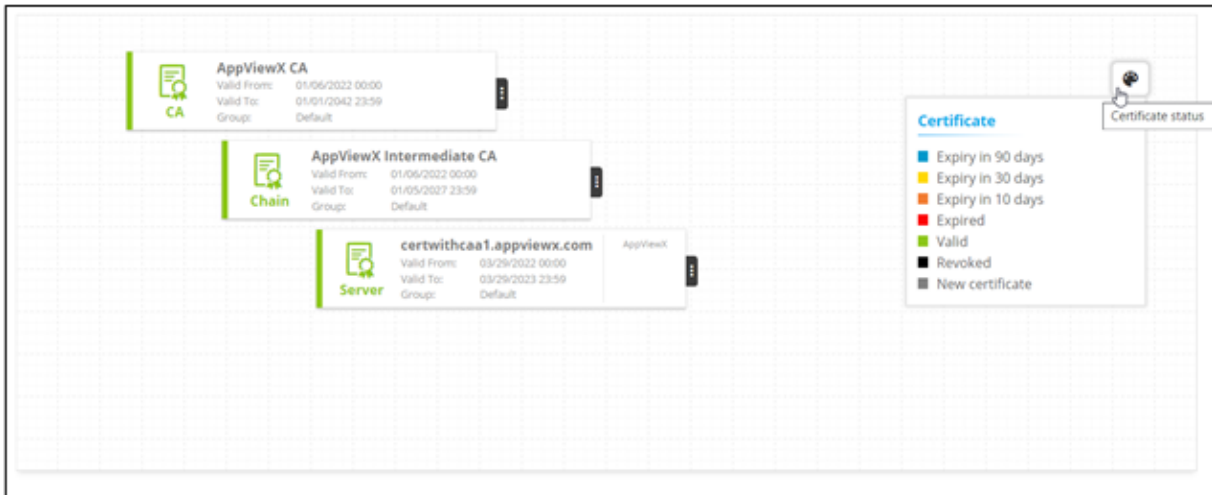 AppViewX CA
Valid From: 01/06/2022 00:00
Valid To: 01/01/2042 23:59
Group: Default
CA
AppViewX Intermediate CA
Valid From: 01/06/2022 00:00
Valid To: 01/05/2027 23:59
Group: Default
Chain
certwithcaa1.appviewx.com
AppViewX
Valid From: 03/29/2022 00:00
Valid To: 03/29/2023 23:59
Group: Default
Server
Certificate status
Certificate
Expiry in 90 days
Expiry in 30 days
Expiry in 10 days
Expired
Valid
Revoked
New certificate